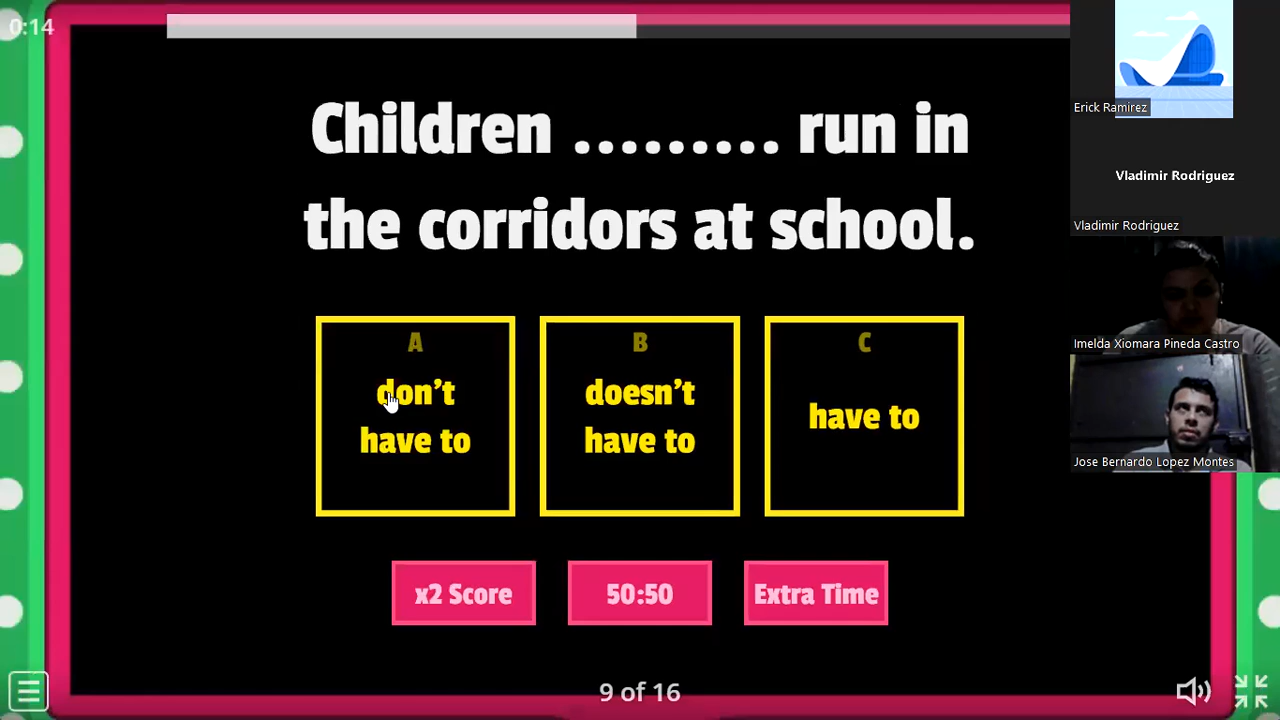 0:14
Children ......... run in
the corridors at school.
A
don't
have to
B
doesn't
have to
C
have to
x2 Score
50:50
Extra Time
9 of 16
Erick Ramirez
Vladimir Rodriguez
Vladimir Rodriguez
Imelda Xiomara Pineda Castro
Jose Bernardo Lopez Montes